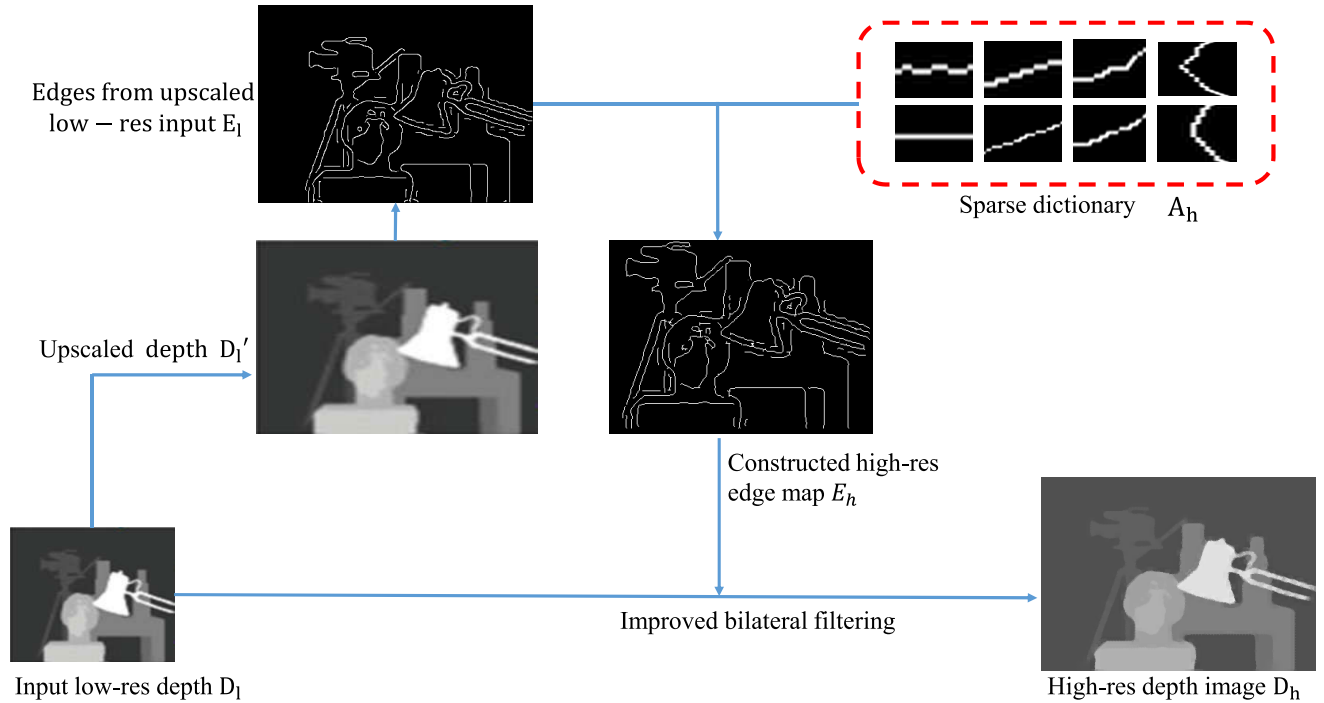 Edges from upscaled
low − res input E_l
Sparse dictionary A_h
Upscaled depth D_l′
Constructed high-res
edge map E_h
Improved bilateral filtering
Input low-res depth D_l
High-res depth image D_h